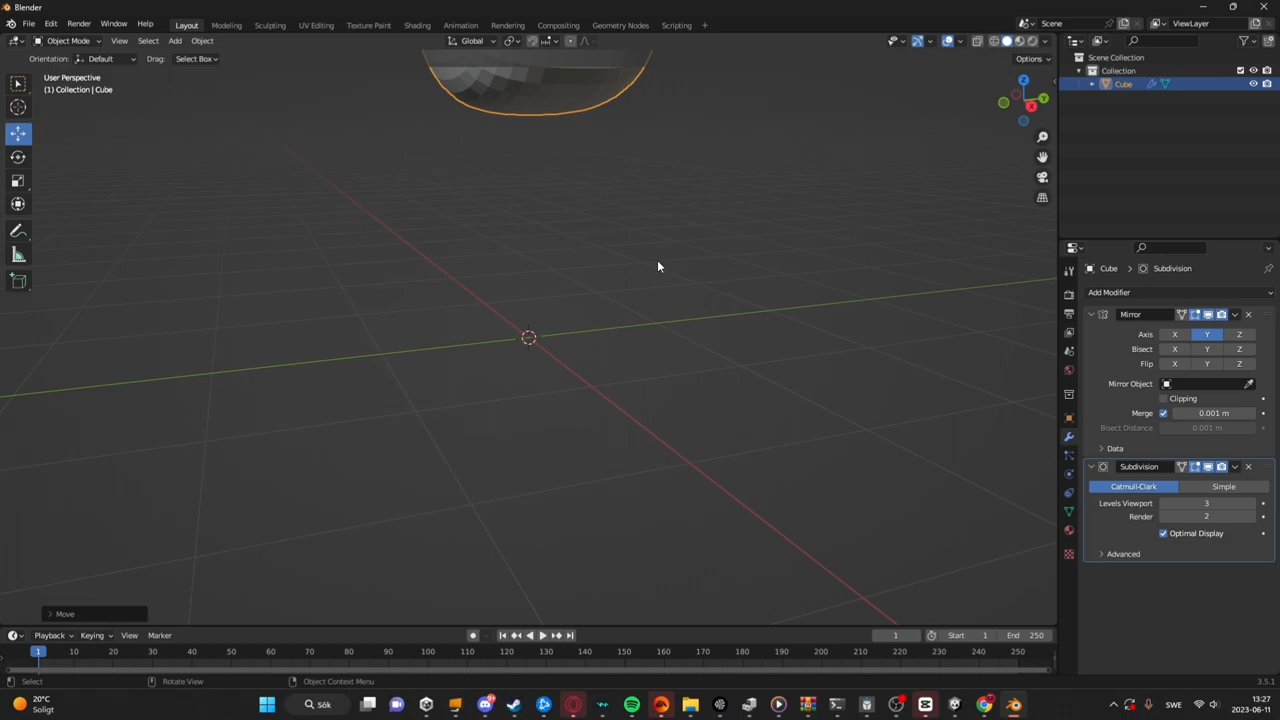 Blender
File Edit Render Window Help Layout Modeling Sculpting UV Editing Texture Paint Shading Animation Rendering Compositing Geometry Nodes Scripting + Scene ViewLayer
Object Mode View Select Add Object Global
Orientation: Default Drag: Select Box Options
User Perspective
(1) Collection | Cube
Z
Y
X
Scene Collection
Collection
Cube
Cube Subdivision
Add Modifier
Mirror
Axis X Y Z
Bisect X Y Z
Flip X Y Z
Mirror Object
Clipping
Merge 0.001 m
Bisect Distance 0.001 m
Data
Subdivision
Catmull-Clark Simple
Levels Viewport 3
Render 2
Optimal Display
Advanced
Move
Playback Keying View Marker 1 Start 1 End 250
1 10 20 30 40 50 60 70 80 90 100 110 120 130 140 150 160 170 180 190 200 210 220 230 240 250
Select Rotate View Object Context Menu 3.5.1
20°C
Soligt
Sök
SWE
13:27
2023-06-11